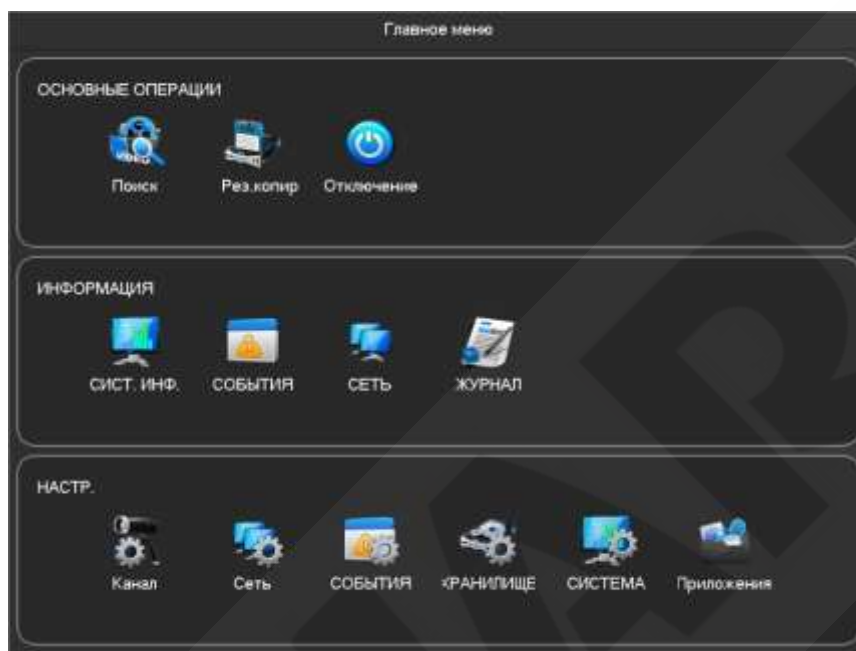 Главное меню
ОСНОВНЫЕ ОПЕРАЦИИ
VIDEO
Поиск Рез.копир Отключение
ИНФОРМАЦИЯ
СИСТ. ИНФ. СОБЫТИЯ СЕТЬ ЖУРНАЛ
НАСТР.
Канал Сеть СОБЫТИЯ ХРАНИЛИЩЕ СИСТЕМА Приложения